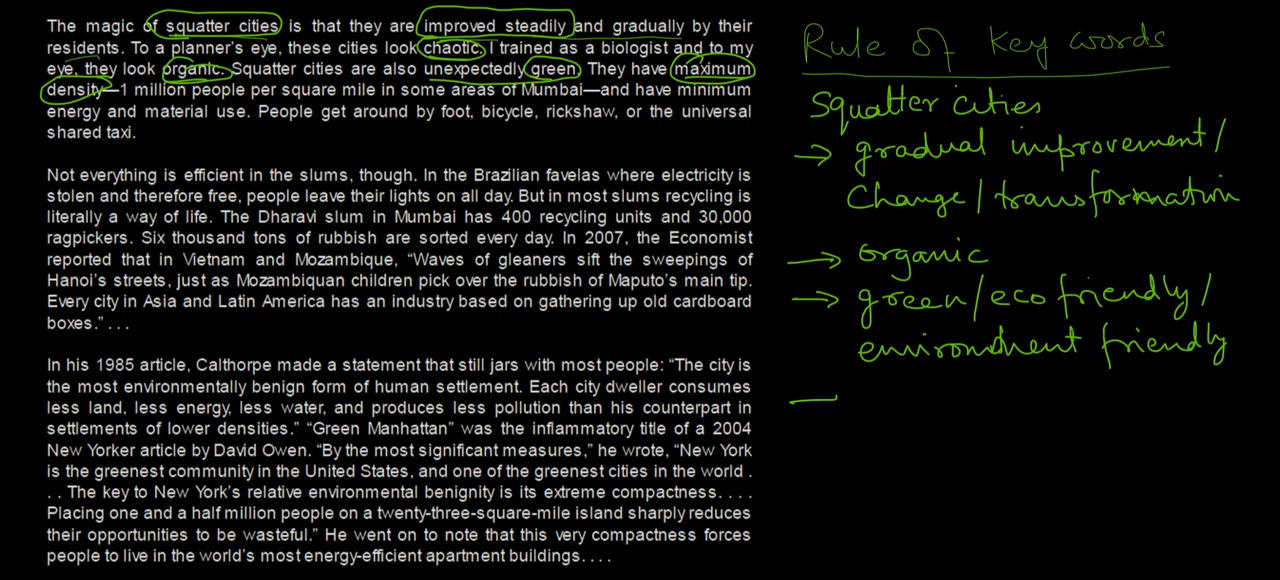 The magic of squatter cities is that they are improved steadily and gradually by their
residents. To a planner's eye, these cities look chaotic. I trained as a biologist and to my
eye, they look organic. Squatter cities are also unexpectedly green. They have maximum
density—1 million people per square mile in some areas of Mumbai—and have minimum
energy and material use. People get around by foot, bicycle, rickshaw, or the universal
shared taxi.
Not everything is efficient in the slums, though. In the Brazilian favelas where electricity is
stolen and therefore free, people leave their lights on all day. But in most slums recycling is
literally a way of life. The Dharavi slum in Mumbai has 400 recycling units and 30,000
ragpickers. Six thousand tons of rubbish are sorted every day. In 2007, the Economist
reported that in Vietnam and Mozambique, “Waves of gleaners sift the sweepings of
Hanoi's streets, just as Mozambiquan children pick over the rubbish of Maputo's main tip.
Every city in Asia and Latin America has an industry based on gathering up old cardboard
boxes.” . . .
In his 1985 article, Calthorpe made a statement that still jars with most people: “The city is
the most environmentally benign form of human settlement. Each city dweller consumes
less land, less energy, less water, and produces less pollution than his counterpart in
settlements of lower densities.” “Green Manhattan” was the inflammatory title of a 2004
New Yorker article by David Owen. “By the most significant measures,” he wrote, “New York
is the greenest community in the United States, and one of the greenest cities in the world .
. . The key to New York's relative environmental benignity is its extreme compactness. . . .
Placing one and a half million people on a twenty-three-square-mile island sharply reduces
their opportunities to be wasteful.” He went on to note that this very compactness forces
people to live in the world's most energy-efficient apartment buildings. . . .
Rule of Key words
Squatter cities
→ gradual improvement /
Change / transformation
→ organic
→ green / eco friendly /
environment friendly
—